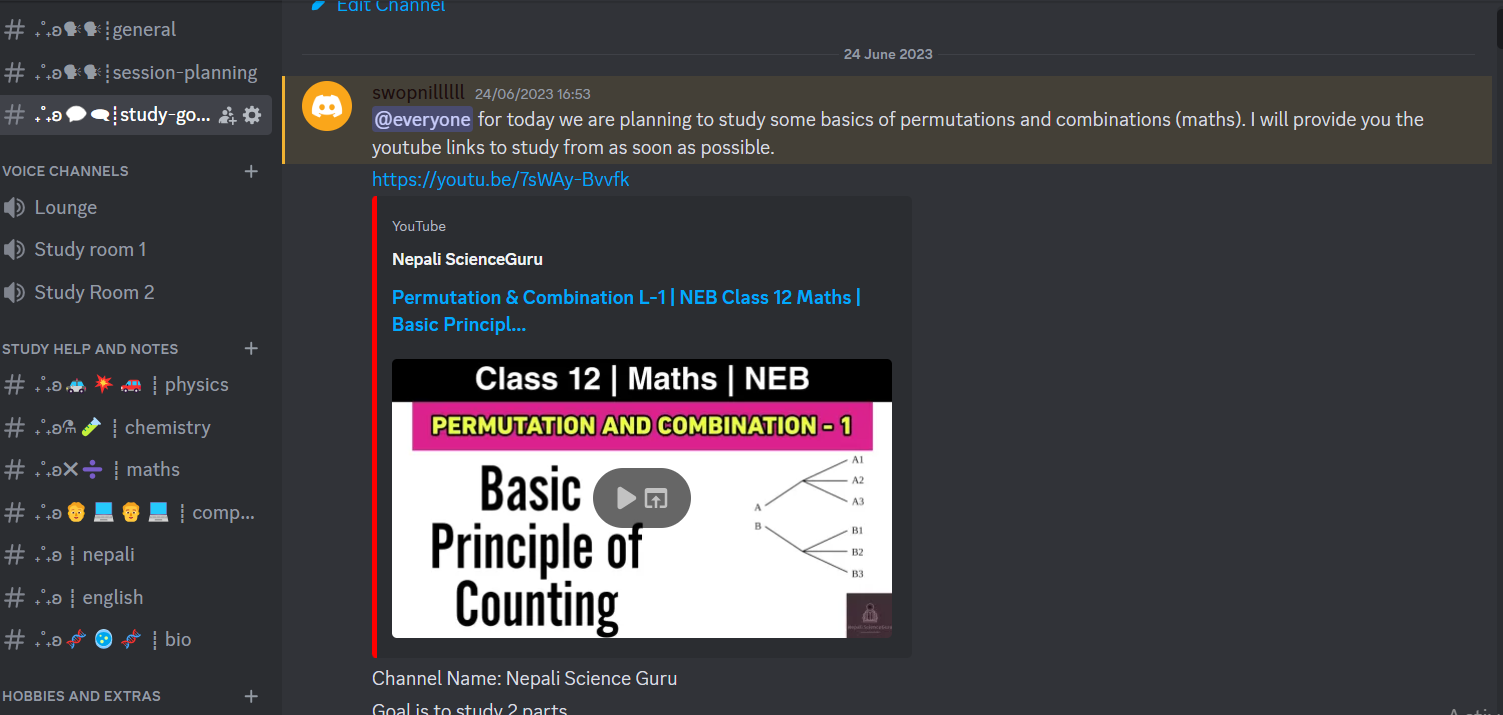 # ₊˚₊ʚ🗣🗣┊general
# ₊˚₊ʚ🗣🗣┊session-planning
# ₊˚₊ʚ💬🗨┊study-go...
VOICE CHANNELS
Lounge
Study room 1
Study Room 2
STUDY HELP AND NOTES
# ₊˚₊ʚ🚓 💥 🚗 ┊ physics
# ₊˚₊ʚ⚗🧪 ┊ chemistry
# ₊˚₊ʚ✖➗ ┊ maths
# ₊˚₊ʚ🧑 💻 🧑 💻 ┊ comp...
# ₊˚₊ʚ ┊ nepali
# ₊˚₊ʚ ┊ english
# ₊˚₊ʚ🧬 🧫 🧬 ┊ bio
HOBBIES AND EXTRAS
Edit Channel
24 June 2023
swopnillllll 24/06/2023 16:53
@everyone for today we are planning to study some basics of permutations and combinations (maths). I will provide you the
youtube links to study from as soon as possible.
https://youtu.be/7sWAy-Bvvfk
YouTube
Nepali ScienceGuru
Permutation & Combination L-1 | NEB Class 12 Maths |
Basic Principl...
Class 12 | Maths | NEB
PERMUTATION AND COMBINATION - 1
Basic
Principle of
Counting
A
B
A1
A2
A3
B1
B2
B3
Channel Name: Nepali Science Guru
Goal is to study 2 parts